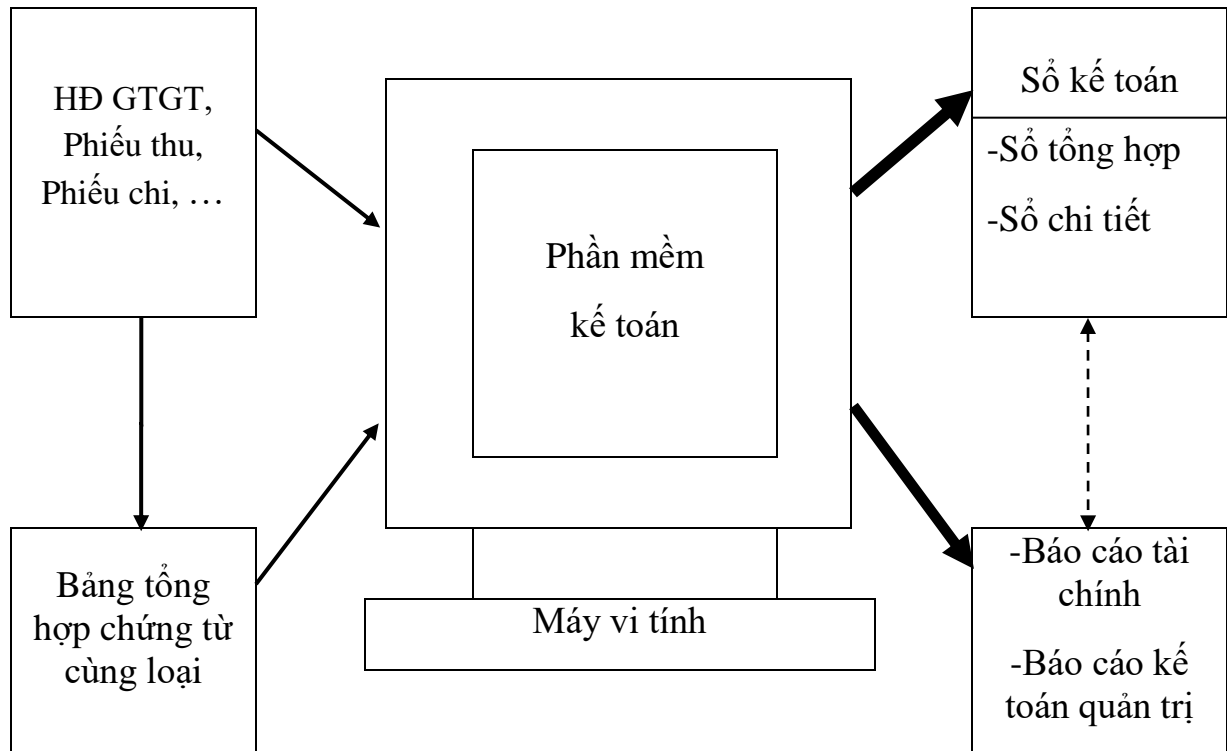 HĐ GTGT,
Phiếu thu,
Phiếu chi, …
Bảng tổng
hợp chứng từ
cùng loại
Phần mềm
kế toán
Máy vi tính
Sổ kế toán
-Sổ tổng hợp
-Sổ chi tiết
-Báo cáo tài
chính
-Báo cáo kế
toán quản trị